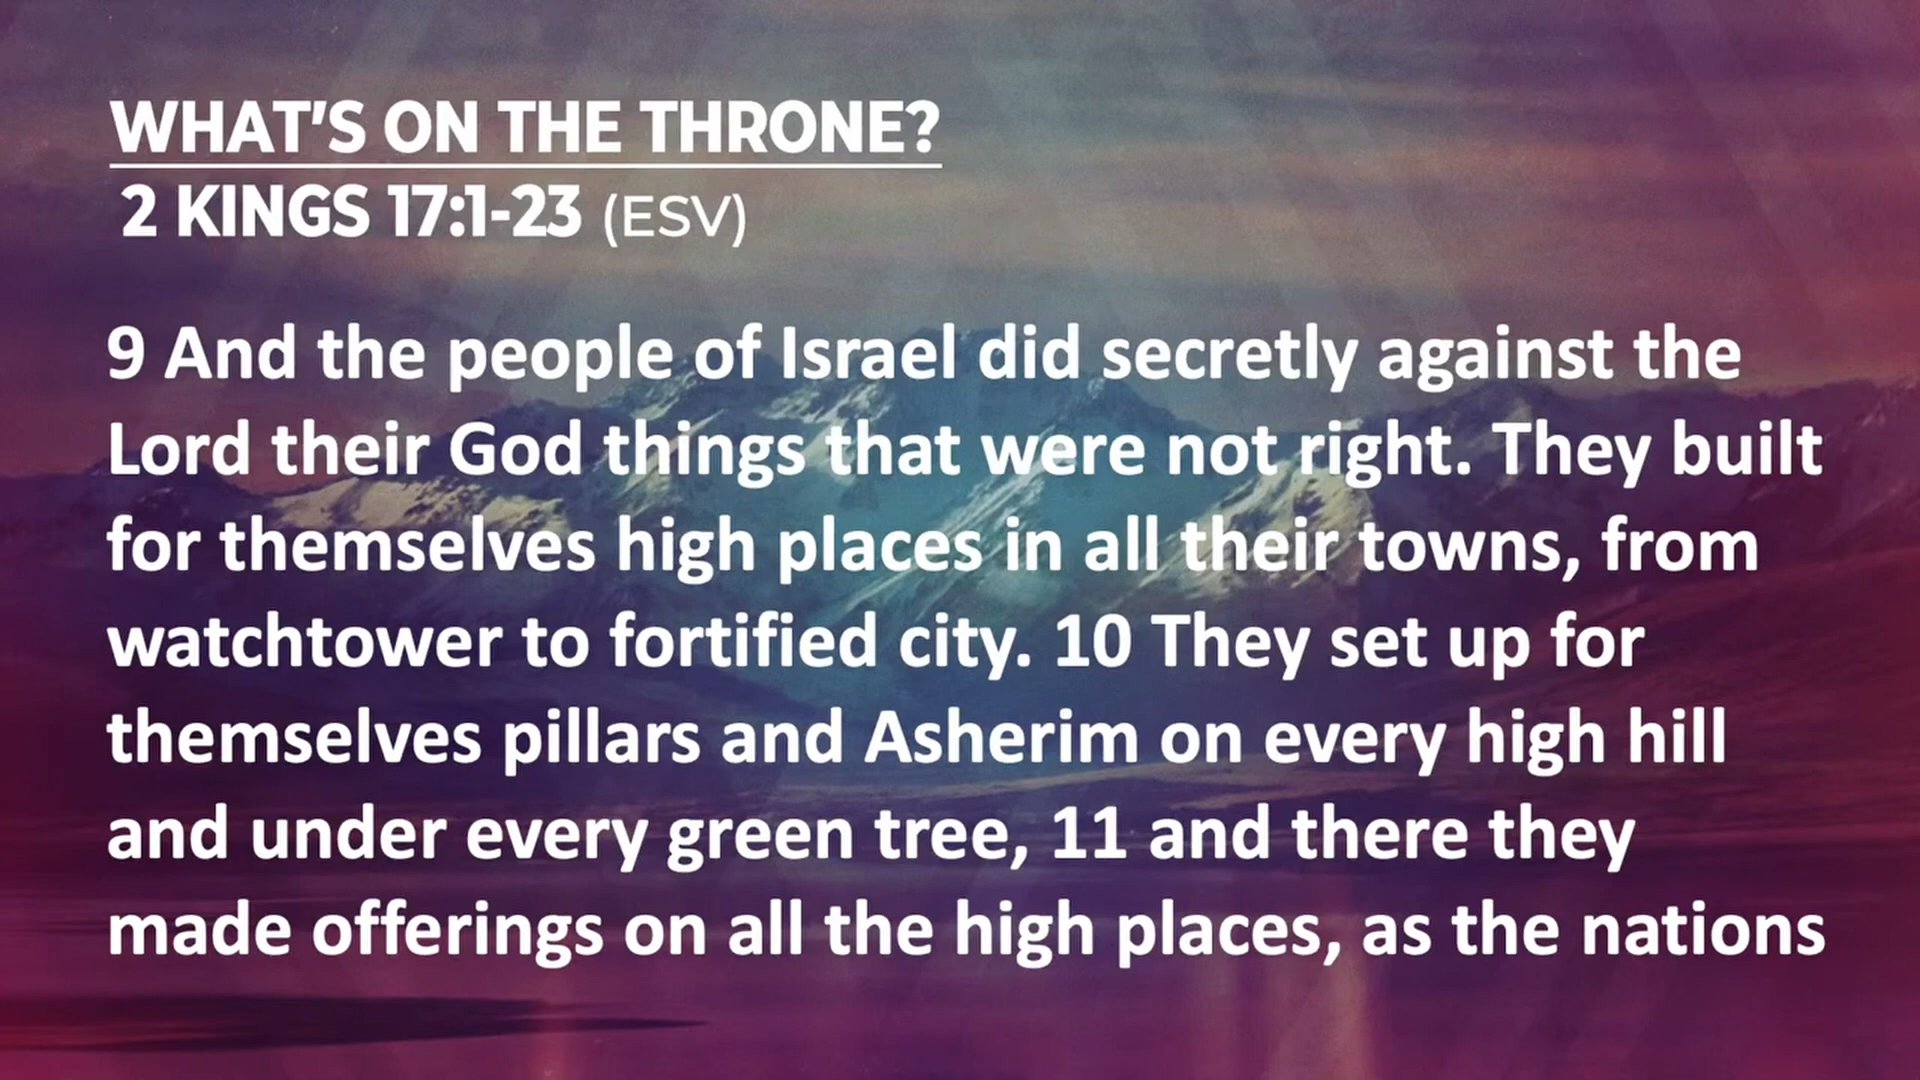 WHAT'S ON THE THRONE?
2 KINGS 17:1-23 (ESV)
9 And the people of Israel did secretly against the
Lord their God things that were not right. They built
for themselves high places in all their towns, from
watchtower to fortified city. 10 They set up for
themselves pillars and Asherim on every high hill
and under every green tree, 11 and there they
made offerings on all the high places, as the nations